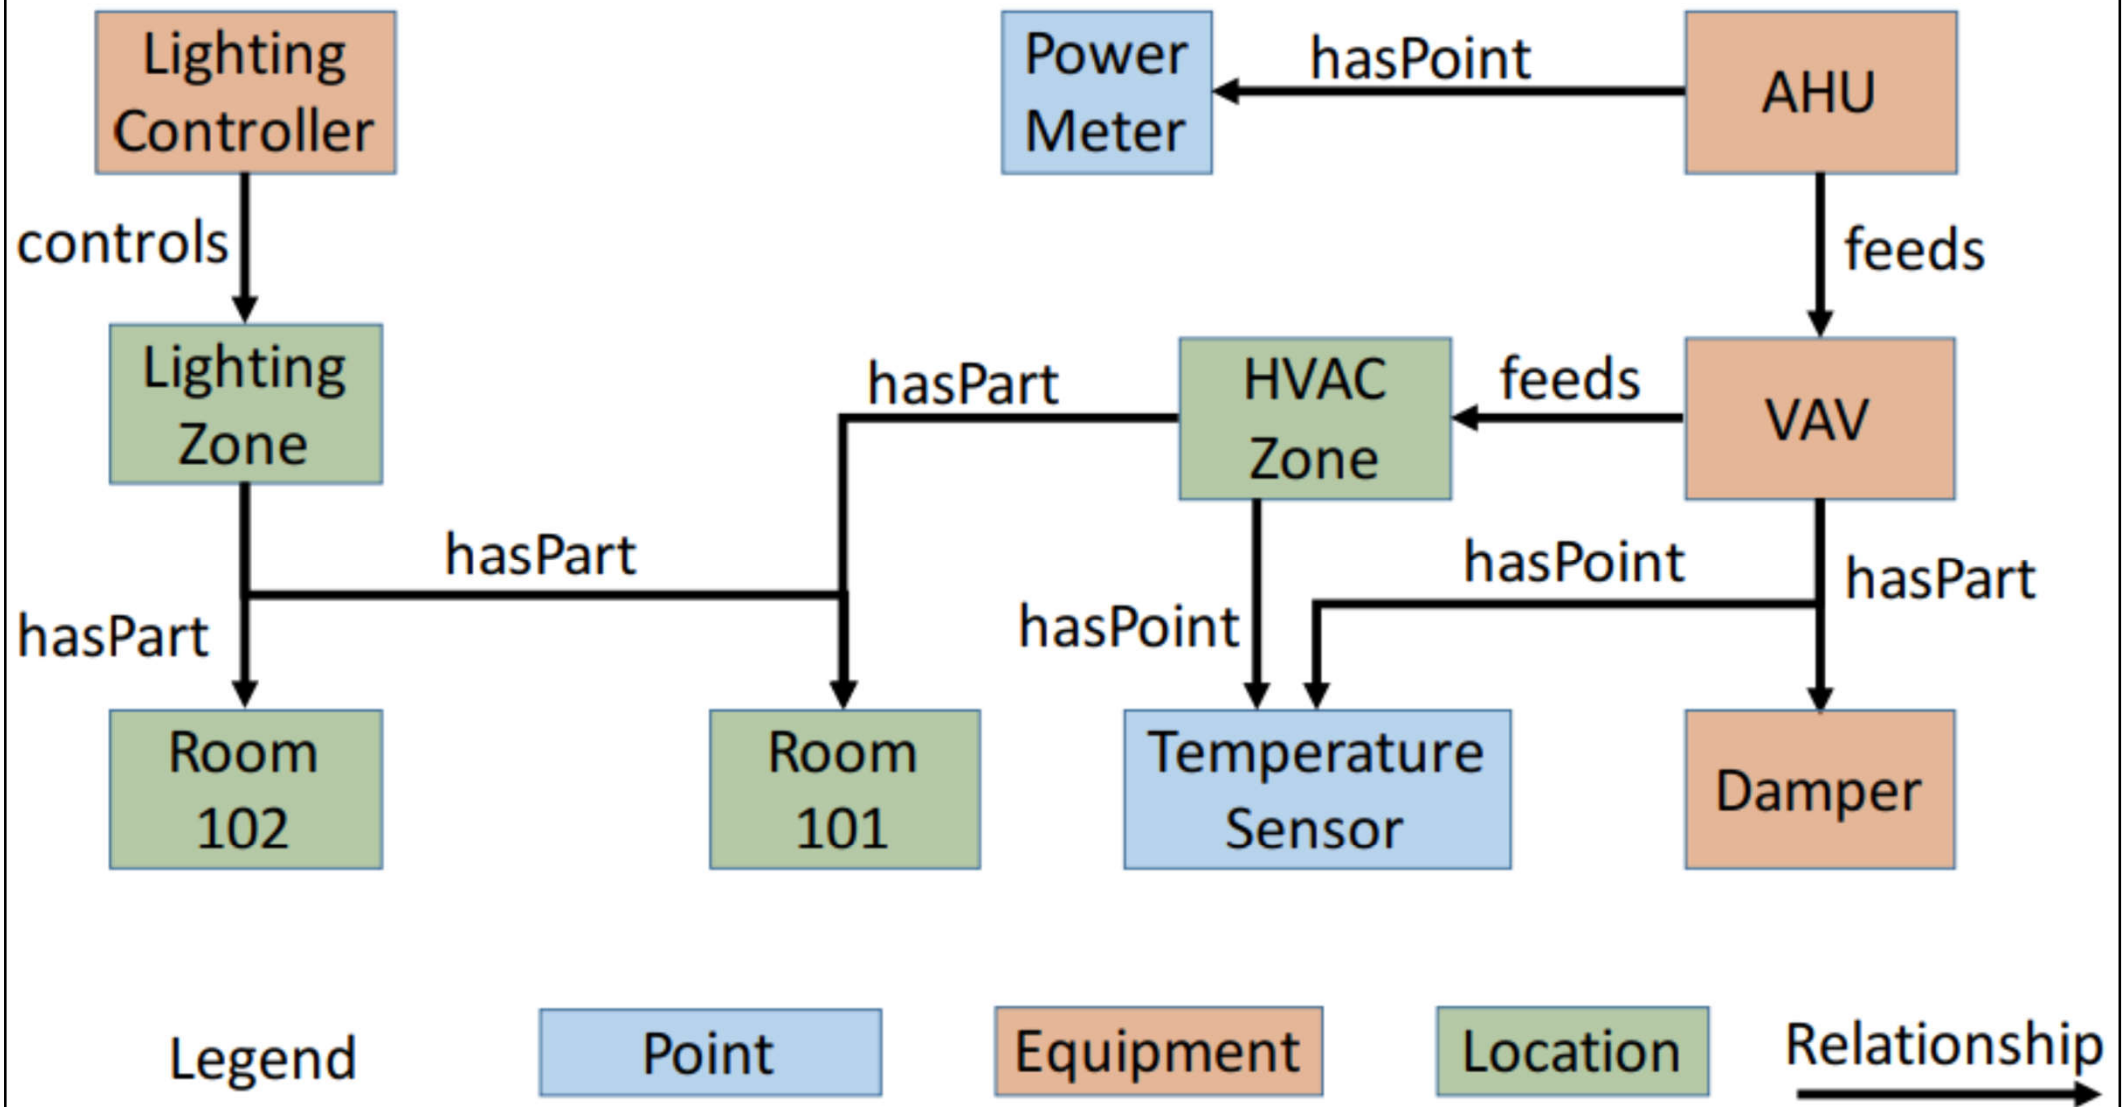 Lighting
Controller
Power
Meter
hasPoint
AHU
controls
feeds
Lighting
Zone
hasPart
HVAC
Zone
feeds
VAV
hasPart
hasPart
hasPoint
hasPoint
hasPart
Room
102
Room
101
Temperature
Sensor
Damper
Legend
Point
Equipment
Location
Relationship